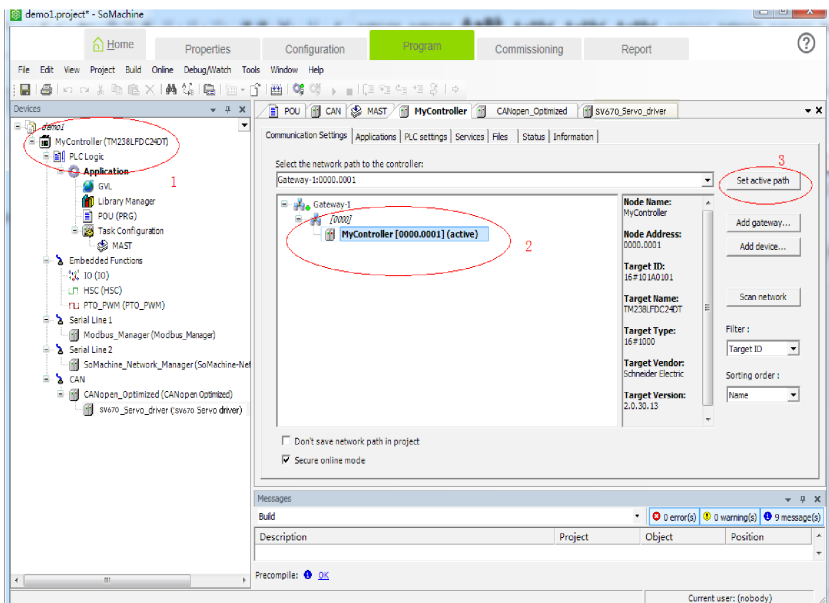 demo1.project* - SoMachine
Home Properties Configuration Program Commissioning Report ?
File Edit View Project Build Online Debug/Watch Tools Window Help
Devices
POU CAN MAST MyController CANopen_Optimized SV670_Servo_driver
demo1
MyController (TM238LFDC24DT)
PLC Logic
Application
GVL
Library Manager
POU (PRG)
Task Configuration
MAST
Embedded Functions
IO (IO)
HSC (HSC)
PTO_PWM (PTO_PWM)
Serial Line 1
Modbus_Manager (Modbus_Manager)
Serial Line 2
SoMachine_Network_Manager (SoMachine-Net
CAN
CANopen_Optimized (CANopen Optimized)
SV670_Servo_driver (SV670 Servo driver)
1
Communication Settings Applications PLC settings Services Files Status Information
Select the network path to the controller:
Gateway-1:0000.0001
3
Set active path
Gateway-1
[0000]
MyController [0000.0001] (active)
2
Node Name:
MyController
Node Address:
0000.0001
Target ID:
16#101A0101
Target Name:
TM238LFDC24DT
Target Type:
16#1000
Target Vendor:
Schneider Electric
Target Version:
2.0.30.13
Add gateway...
Add device...
Scan network
Filter :
Target ID
Sorting order :
Name
Don't save network path in project
Secure online mode
Messages
Build 0 error(s) 0 warning(s) 9 message(s)
Description Project Object Position
Precompile: OK
Current user: (nobody)